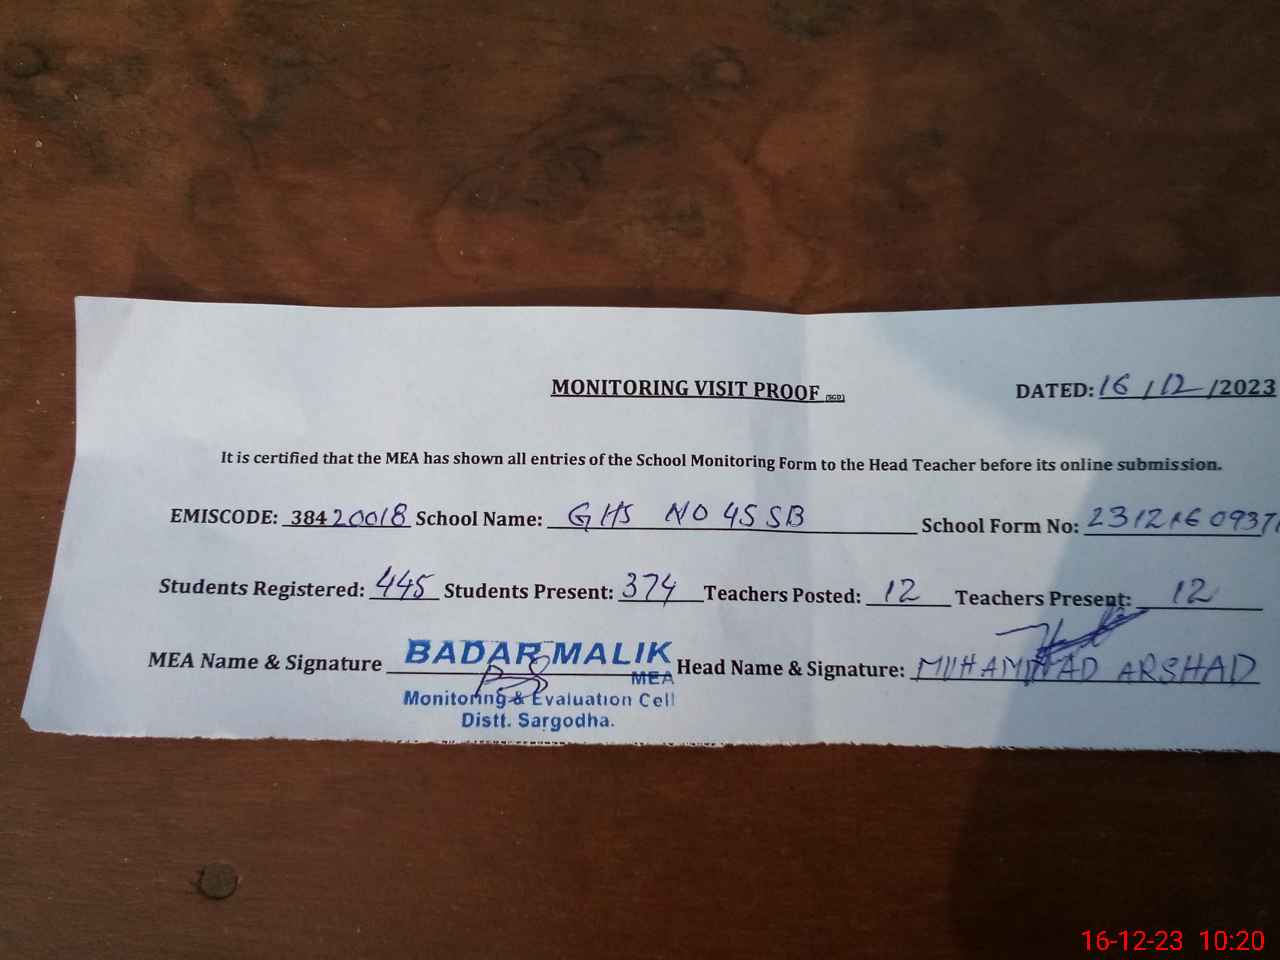 MONITORING VISIT PROOF (SGD)
DATED: 16 / 12 /2023
It is certified that the MEA has shown all entries of the School Monitoring Form to the Head Teacher before its online submission.
EMISCODE: 38420018 School Name: GHS NO 45 SB School Form No: 231216 0937
Students Registered: 445 Students Present: 374 Teachers Posted: 12 Teachers Present: 12
MEA Name & Signature BADAR MALIK Head Name & Signature: MUHAMMAD ARSHAD
MEA
Monitoring & Evaluation Cell
Distt. Sargodha.
16-12-23 10:20